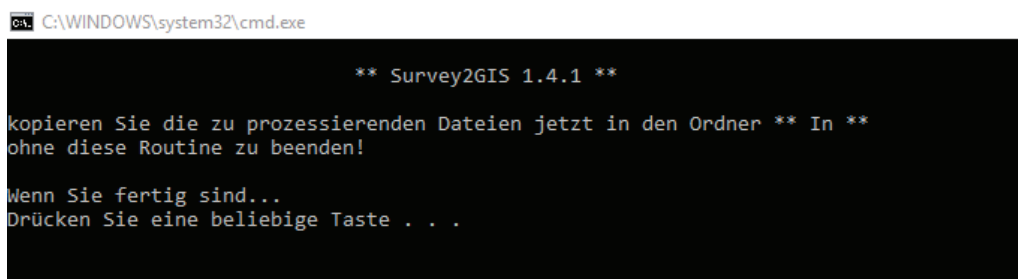 C:\WINDOWS\system32\cmd.exe
** Survey2GIS 1.4.1 **
kopieren Sie die zu prozessierenden Dateien jetzt in den Ordner ** In **
ohne diese Routine zu beenden!
Wenn Sie fertig sind...
Drücken Sie eine beliebige Taste . . .